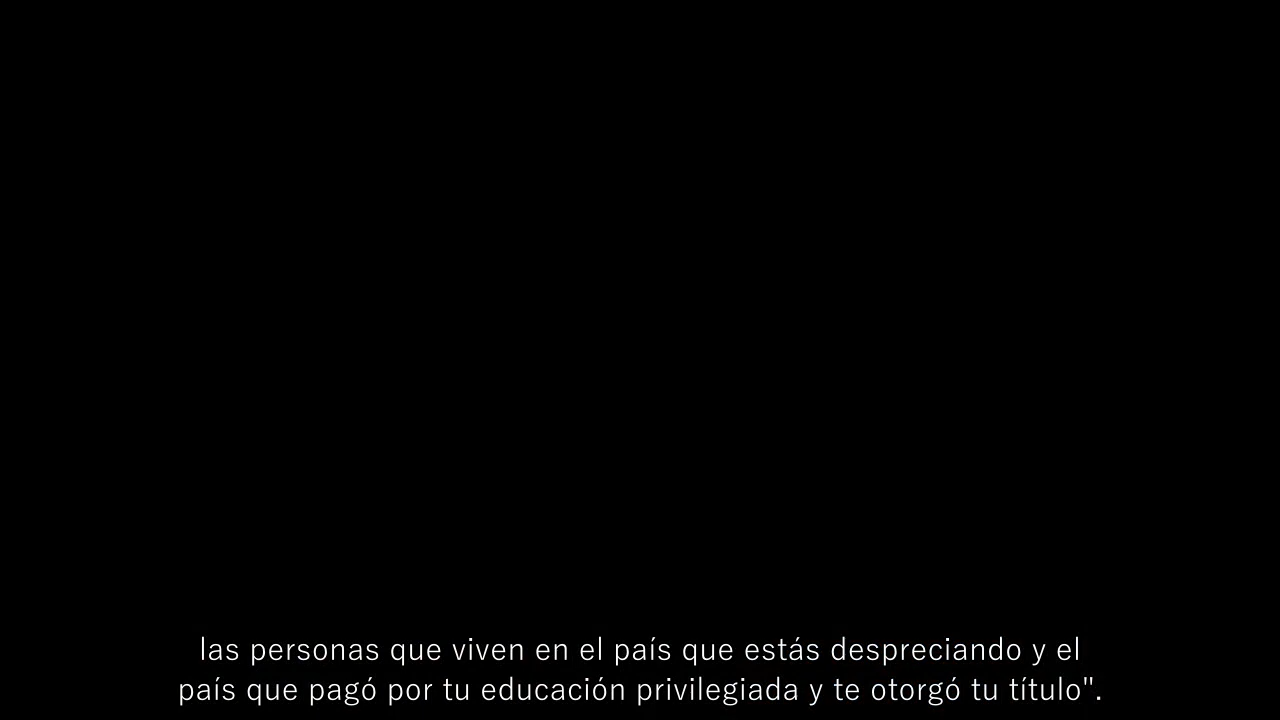 las personas que viven en el país que estás despreciando y el
país que pagó por tu educación privilegiada y te otorgó tu título".